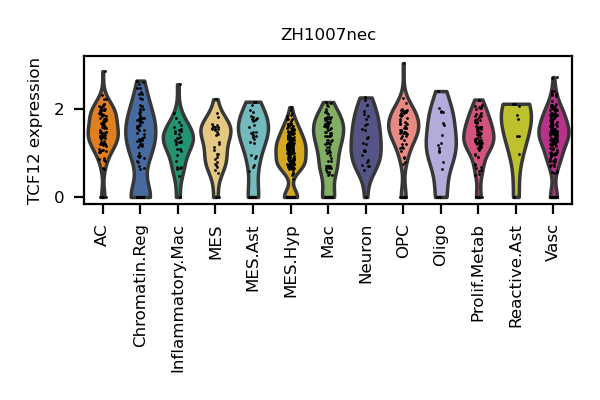 ZH1007nec
TCF12 expression
2
0
AC
Chromatin.Reg
Inflammatory.Mac
MES
MES.Ast
MES.Hyp
Mac
Neuron
OPC
Oligo
Prolif.Metab
Reactive.Ast
Vasc